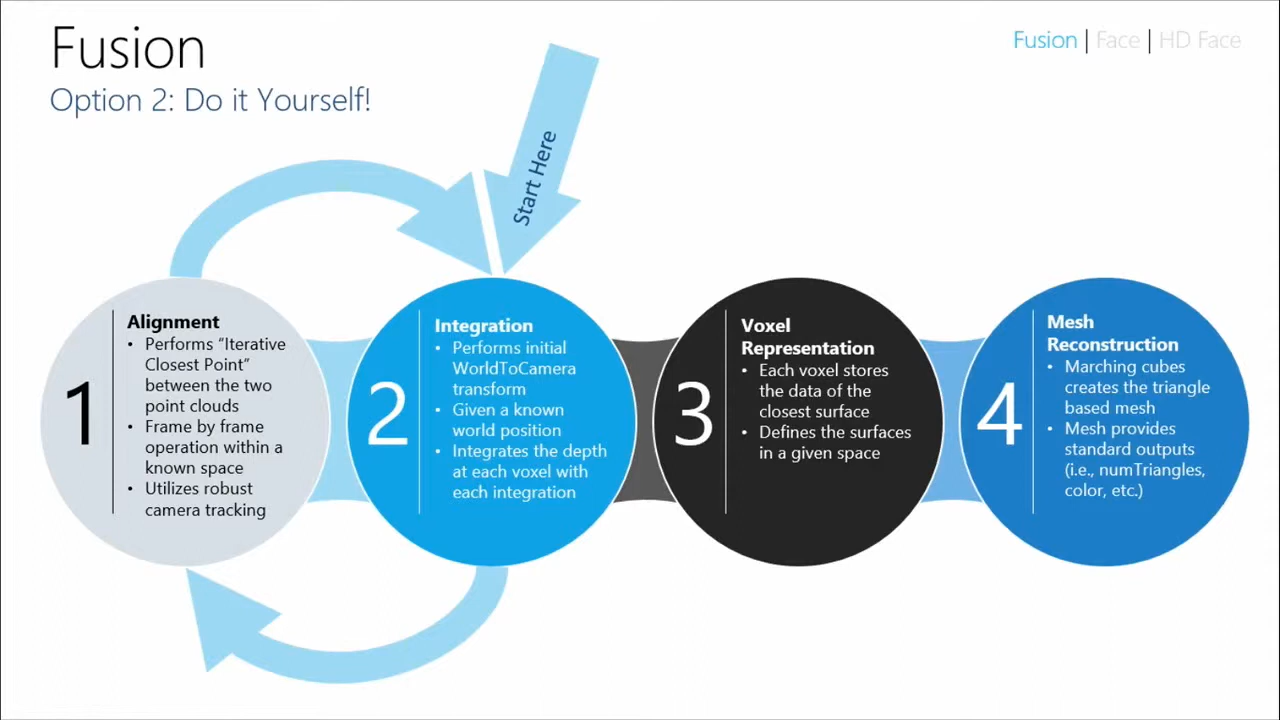 Fusion
Option 2: Do it Yourself!
Fusion | Face | HD Face
Start Here
1
Alignment
• Performs “Iterative
Closest Point”
between the two
point clouds
• Frame by frame
operation within a
known space
• Utilizes robust
camera tracking
2
Integration
• Performs initial
WorldToCamera
transform
• Given a known
world position
• Integrates the depth
at each voxel with
each integration
3
Voxel
Representation
• Each voxel stores
the data of the
closest surface
• Defines the surfaces
in a given space
4
Mesh
Reconstruction
• Marching cubes
creates the triangle
based mesh
• Mesh provides
standard outputs
(i.e., numTriangles,
color, etc.)